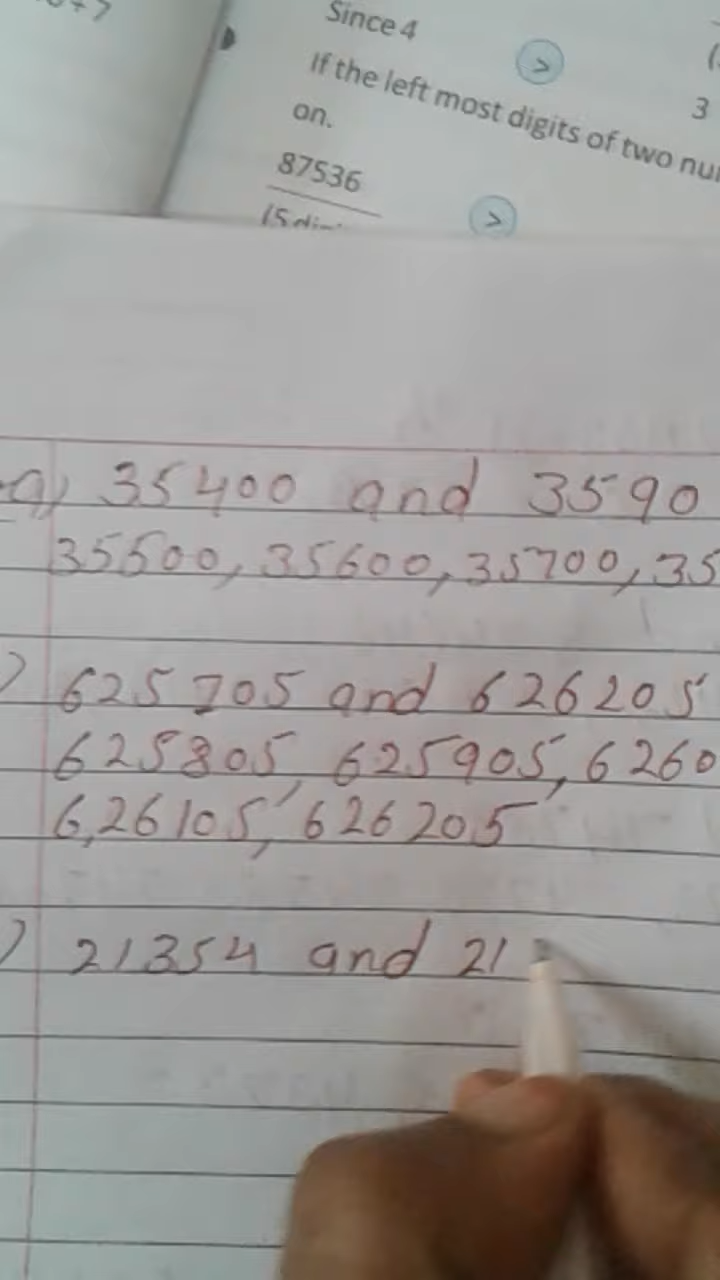 Since 4
>
If the left most digits of two nu
3
on.
87536
>
a) 35400 and 3590
35500, 35600, 35700, 35
) 625705 and 626205
625805, 625905, 6260
6,26105, 626205
) 21354 and 21